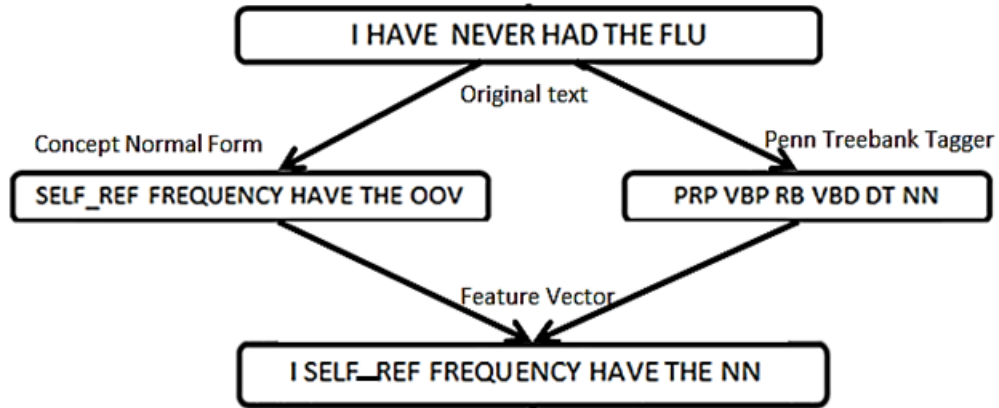 I HAVE NEVER HAD THE FLU
Original text
Concept Normal Form
Penn Treebank Tagger
SELF_REF FREQUENCY HAVE THE OOV
PRP VBP RB VBD DT NN
Feature Vector
I SELF_REF FREQUENCY HAVE THE NN